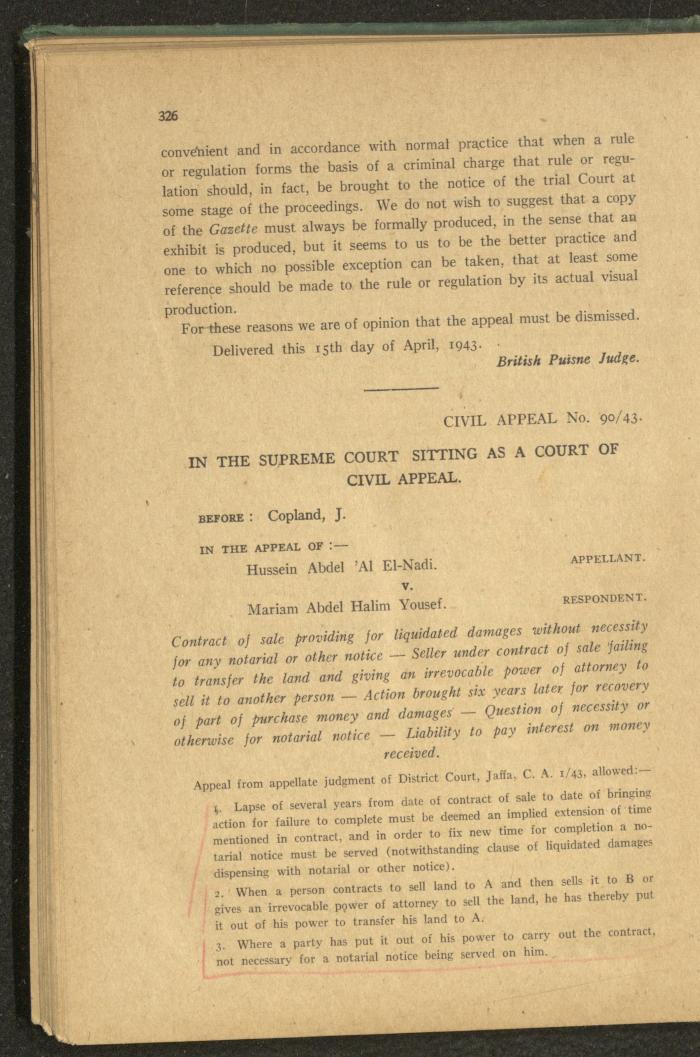 326
convenient and in accordance with normal practice that when a rule
or regulation forms the basis of a criminal charge that rule or regu-
lation should, in fact, be brought to the notice of the trial Court at
some stage of the proceedings. We do not wish to suggest that a copy
of the Gazette must always be formally produced, in the sense that an
exhibit is produced, but it seems to us to be the better practice and
one to which no possible exception can be taken, that at least some
reference should be made to the rule or regulation by its actual visual
production.
For these reasons we are of opinion that the appeal must be dismissed.
Delivered this 15th day of April, 1943.
British Puisne Judge.
CIVIL APPEAL No. 90/43.
IN THE SUPREME COURT SITTING AS A COURT OF
CIVIL APPEAL.
BEFORE : Copland, J.
IN THE APPEAL OF :—
Hussein Abdel 'Al El-Nadi. APPELLANT.
v.
Mariam Abdel Halim Yousef. RESPONDENT.
Contract of sale providing for liquidated damages without necessity
for any notarial or other notice — Seller under contract of sale failing
to transfer the land and giving an irrevocable power of attorney to
sell it to another person — Action brought six years later for recovery
of part of purchase money and damages — Question of necessity or
otherwise for notarial notice — Liability to pay interest on money
received.
Appeal from appellate judgment of District Court, Jaffa, C. A. 1/43, allowed:—
1. Lapse of several years from date of contract of sale to date of bringing
action for failure to complete must be deemed an implied extension of time
mentioned in contract, and in order to fix new time for completion a no-
tarial notice must be served (notwithstanding clause of liquidated damages
dispensing with notarial or other notice).
2. When a person contracts to sell land to A and then sells it to B or
gives an irrevocable power of attorney to sell the land, he has thereby put
it out of his power to transfer his land to A.
3. Where a party has put it out of his power to carry out the contract,
not necessary for a notarial notice being served on him.